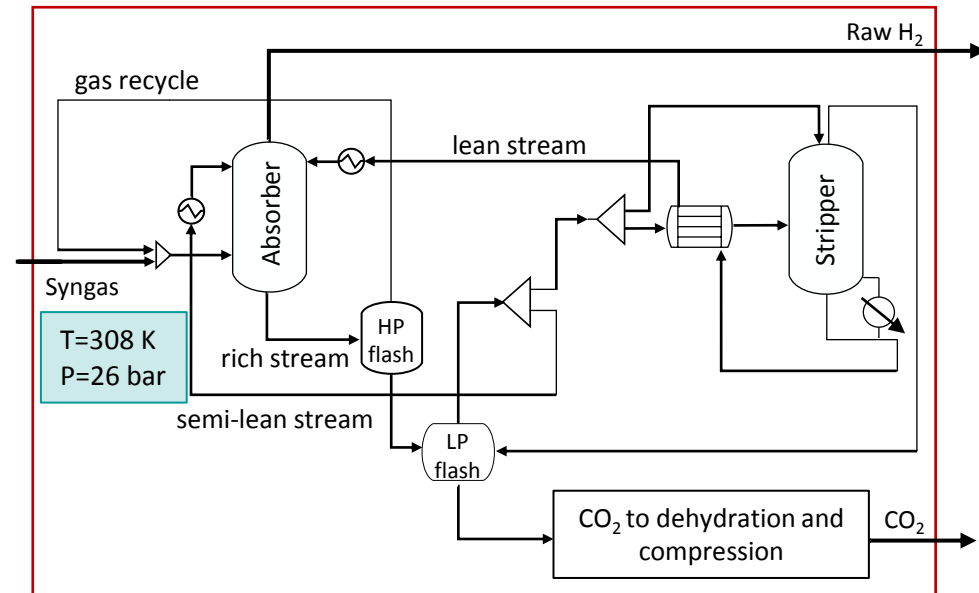 Raw H₂
gas recycle
lean stream
Absorber
Stripper
Syngas
T=308 K
P=26 bar
HP
flash
rich stream
semi-lean stream
LP
flash
CO₂ to dehydration and
compression
CO₂